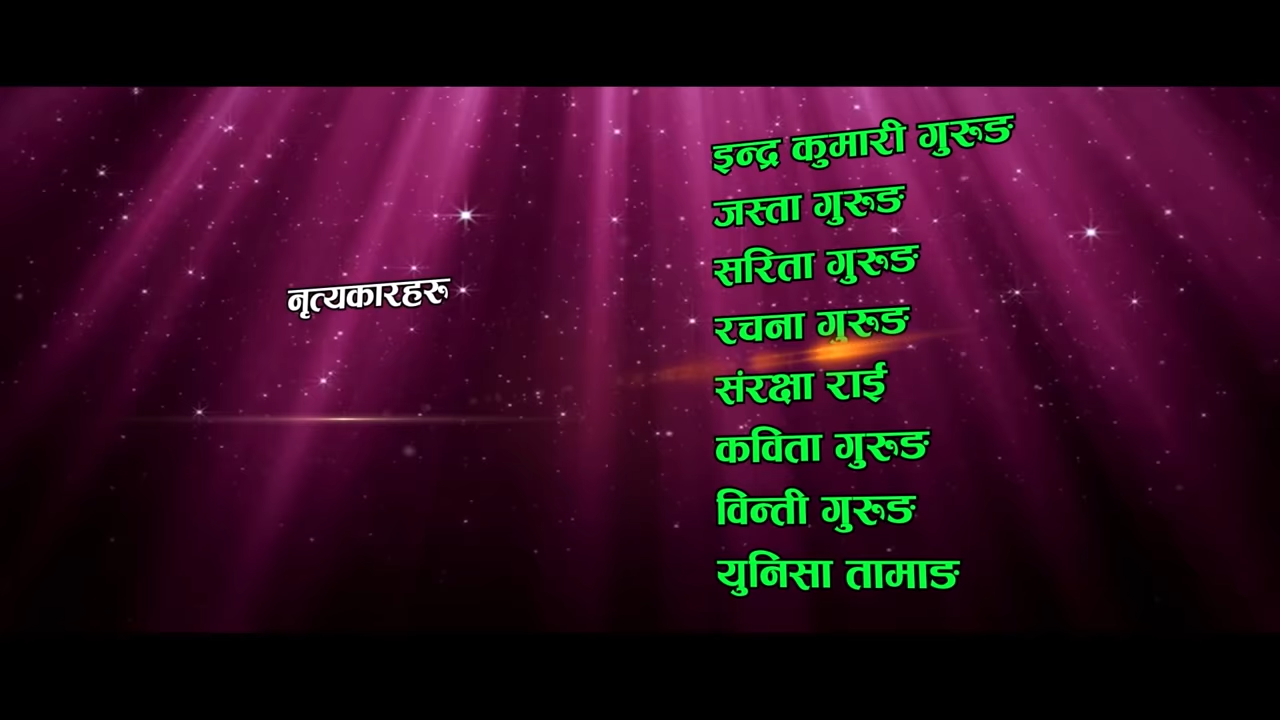 नृत्यकारहरू
इन्द्र कुमारी गुरुङ
जस्ता गुरुङ
सरिता गुरुङ
रचना गुरुङ
संरक्षा राई
कविता गुरुङ
विन्ती गुरुङ
युनिसा तामाङ